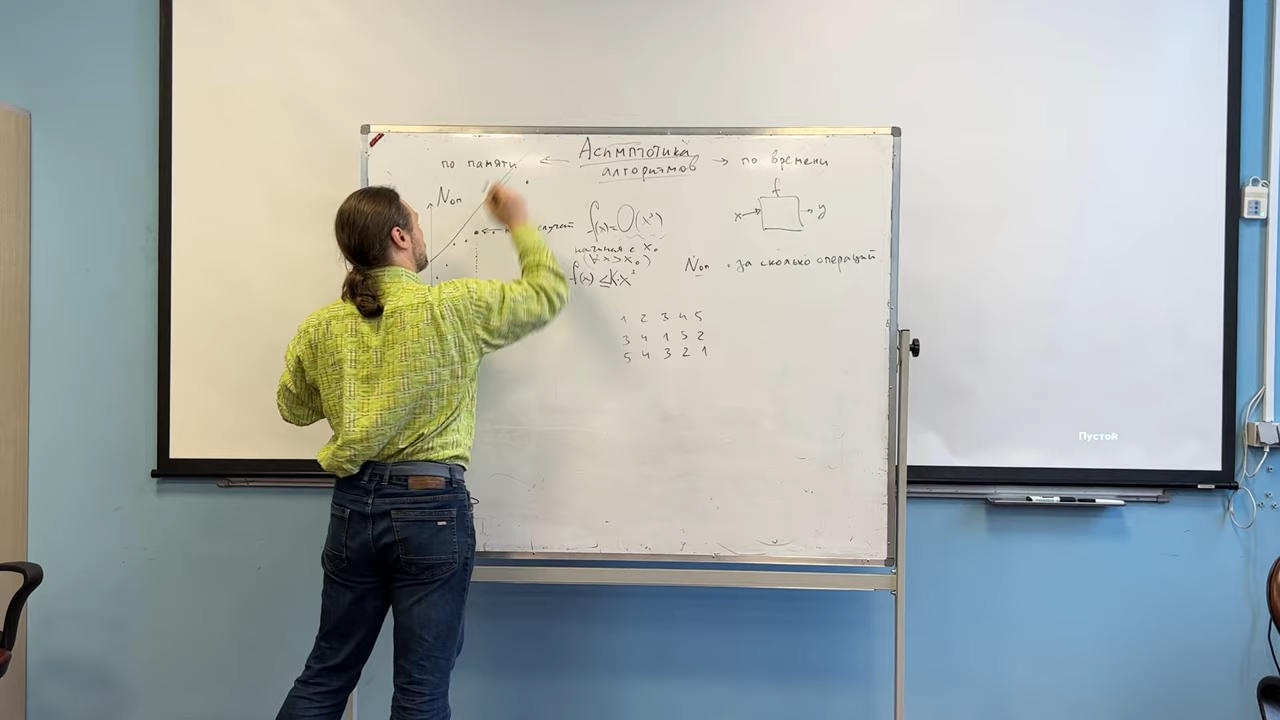 Асимптотика
алгоритмов
по памяти ← → по времени
Nоп
f
x → → y
случай f(x)=O(x²)
начиная с x₀
(∀x>x₀)
f(x) ≤ K·x²
Nоп - за сколько операций
1 2 3 4 5
3 4 1 5 2
5 4 3 2 1
Пустой